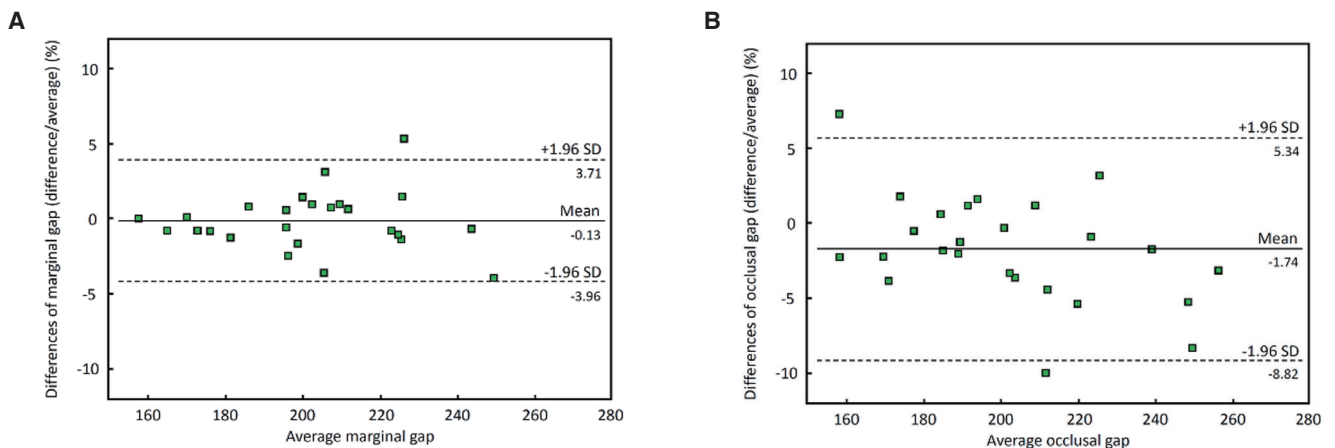 A
Differences of marginal gap (difference/average) (%)
10
5
0
-5
-10
+1.96 SD
3.71
Mean
-0.13
-1.96 SD
-3.96
160 180 200 220 240 260 280
Average marginal gap
B
Differences of occlusal gap (difference/average) (%)
10
5
0
-5
-10
+1.96 SD
5.34
Mean
-1.74
-1.96 SD
-8.82
160 180 200 220 240 260 280
Average occlusal gap